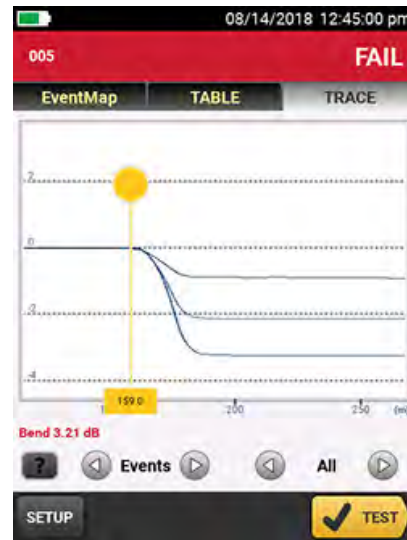 08/14/2018 12:45:00 pm
005
FAIL
EventMap
TABLE
TRACE
2
0
-4
159.0
200
250
Bend 3.21 dB
?
Events
All
SETUP
TEST